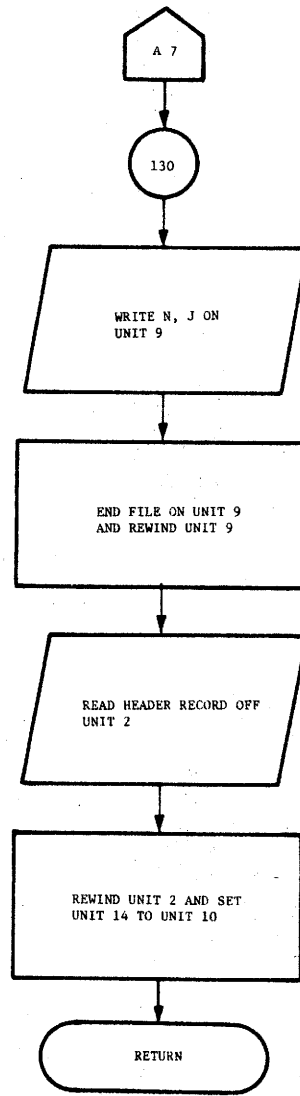 A 7
130
WRITE N, J ON
UNIT 9
END FILE ON UNIT 9
AND REWIND UNIT 9
READ HEADER RECORD OFF
UNIT 2
REWIND UNIT 2 AND SET
UNIT 14 TO UNIT 10
RETURN